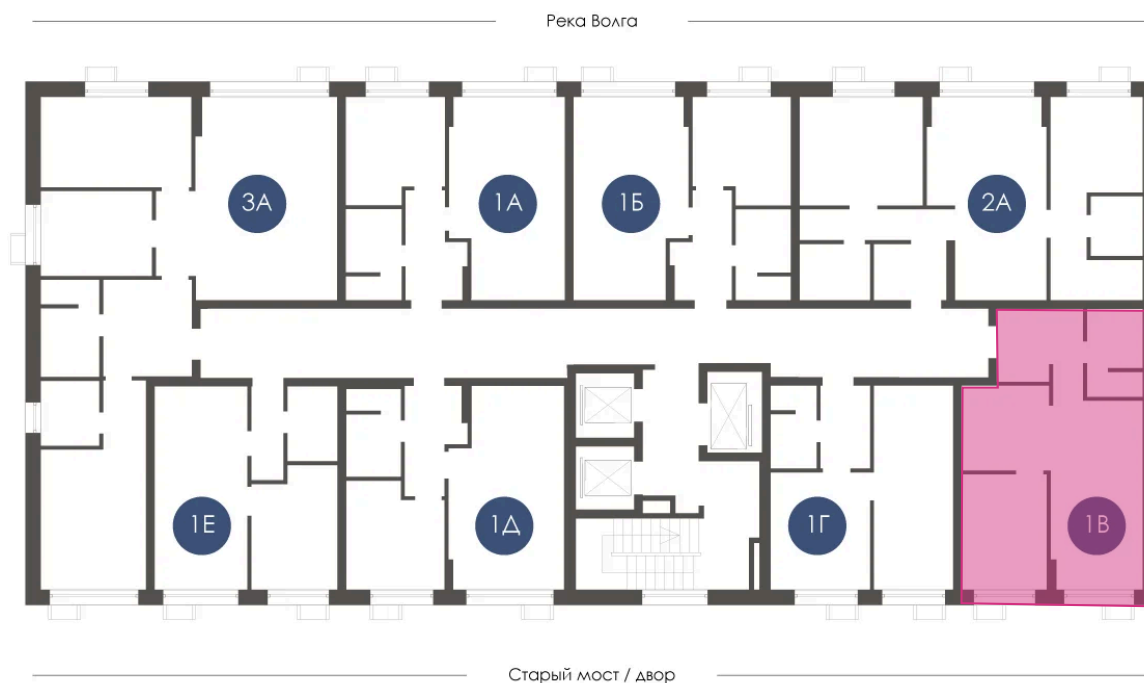 Река Волга
3А
1А
1Б
2А
1Е
1Д
1Г
1В
Старый мост / двор